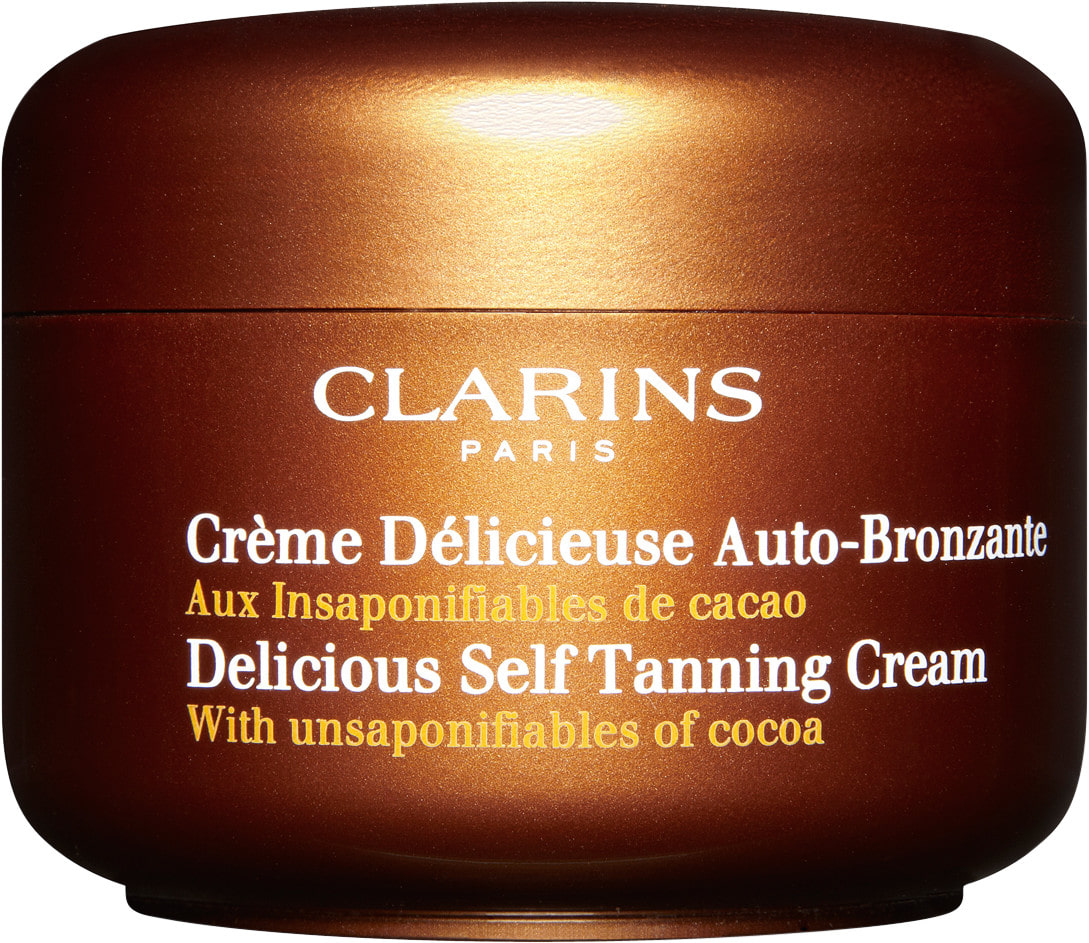 CLARINS
PARIS
Crème Délicieuse Auto-Bronzante
Aux Insaponifiables de cacao
Delicious Self Tanning Cream
With unsaponifiables of cocoa